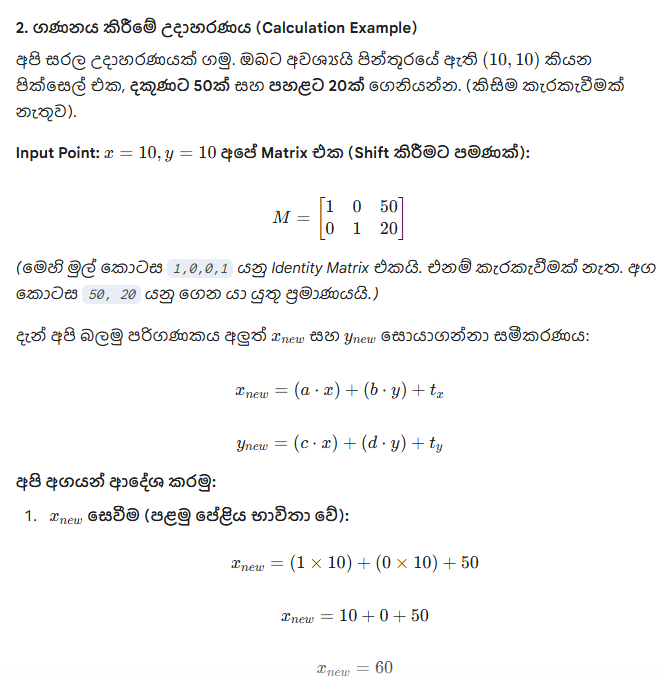 2. ගණනය කිරීමේ උදාහරණය (Calculation Example)
අපි සරල උදාහරණයක් ගමු. ඔබට අවශ්‍යයි පින්තූරයේ ඇති (10, 10) කියන
පික්සෙල් එක, දකුණට 50ක් සහ පහළට 20ක් ගෙනියන්න. (කිසිම කැරකැවීමක්
නැතුව).
Input Point: x = 10, y = 10 අපේ Matrix එක (Shift කිරීමට පමණක්):
M = [1 0 50
0 1 20]
(මෙහි මුල් කොටස 1,0,0,1 යනු Identity Matrix එකයි. එනම් කැරකැවීමක් නැත. අග
කොටස 50, 20 යනු ගෙන යා යුතු ප්‍රමාණයයි.)
දැන් අපි බලමු පරිගණකය අලුත් x_new සහ y_new සොයාගන්නා සමීකරණය:
x_new = (a · x) + (b · y) + t_x
y_new = (c · x) + (d · y) + t_y
අපි අගයන් ආදේශ කරමු:
1. x_new සෙවීම (පළමු පේළිය භාවිතා වේ):
x_new = (1 × 10) + (0 × 10) + 50
x_new = 10 + 0 + 50
x_new = 60